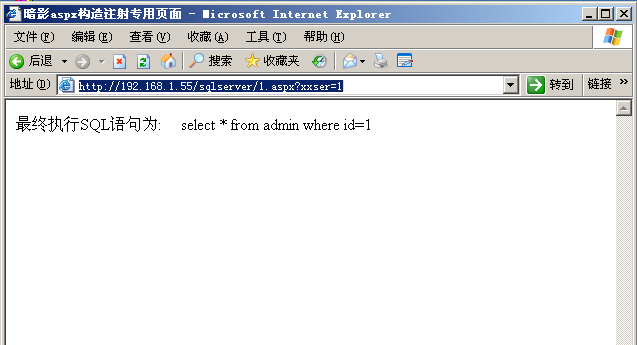 暗影aspx构造注射专用页面 - Microsoft Internet Explorer
文件(F) 编辑(E) 查看(V) 收藏(A) 工具(T) 帮助(H)
后退 搜索 收藏夹
地址(D) http://192.168.1.55/sqlserver/1.aspx?xxser=1 转到 链接 »
最终执行SQL语句为: select * from admin where id=1